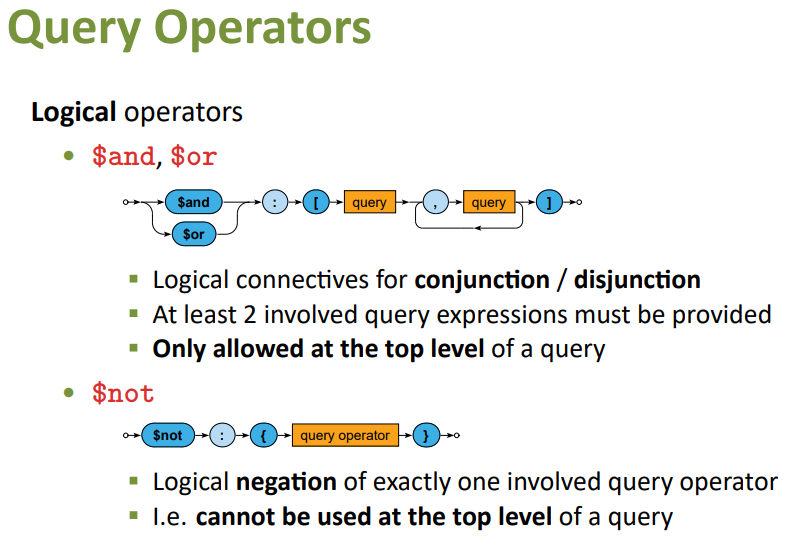 Query Operators
Logical operators
• $and, $or
$and : [ query , query ]
$or
▪ Logical connectives for conjunction / disjunction
▪ At least 2 involved query expressions must be provided
▪ Only allowed at the top level of a query
• $not
$not : { query operator }
▪ Logical negation of exactly one involved query operator
▪ I.e. cannot be used at the top level of a query